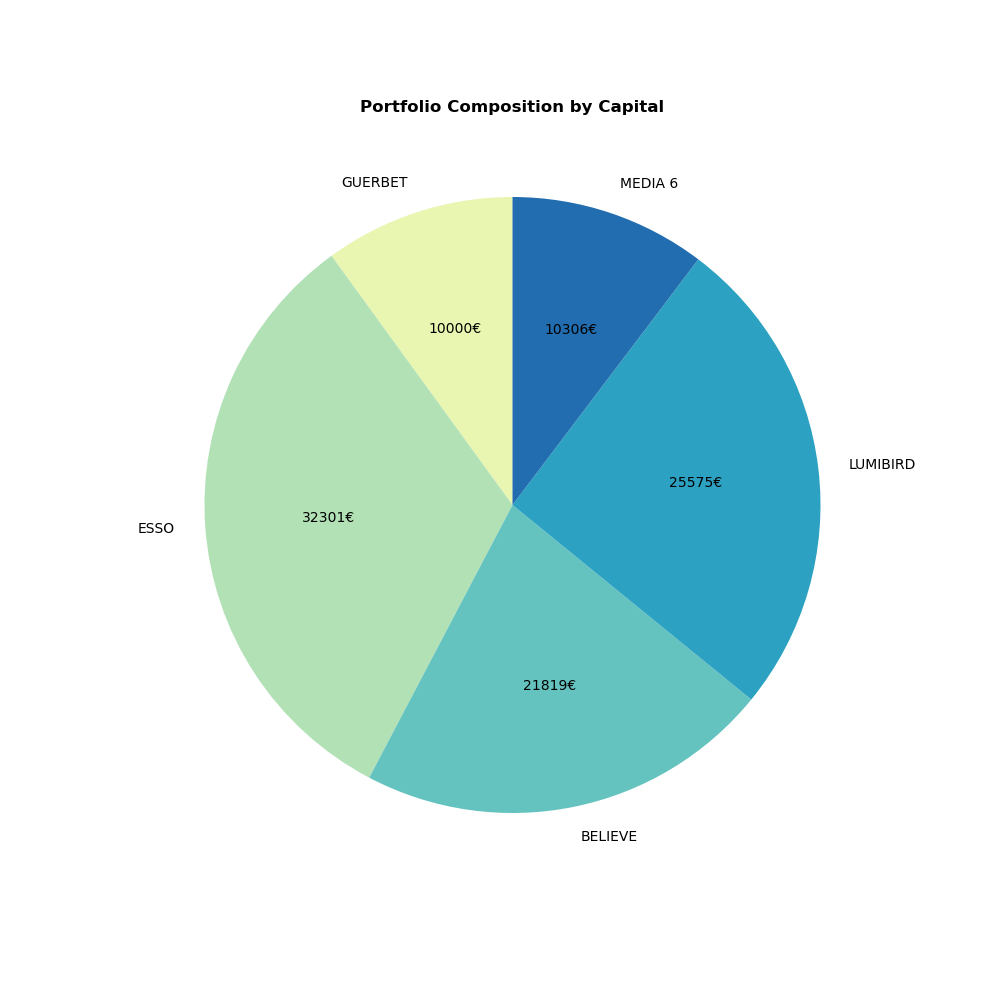 Portfolio Composition by Capital
GUERBET
MEDIA 6
10000€
10306€
LUMIBIRD
25575€
ESSO
32301€
21819€
BELIEVE